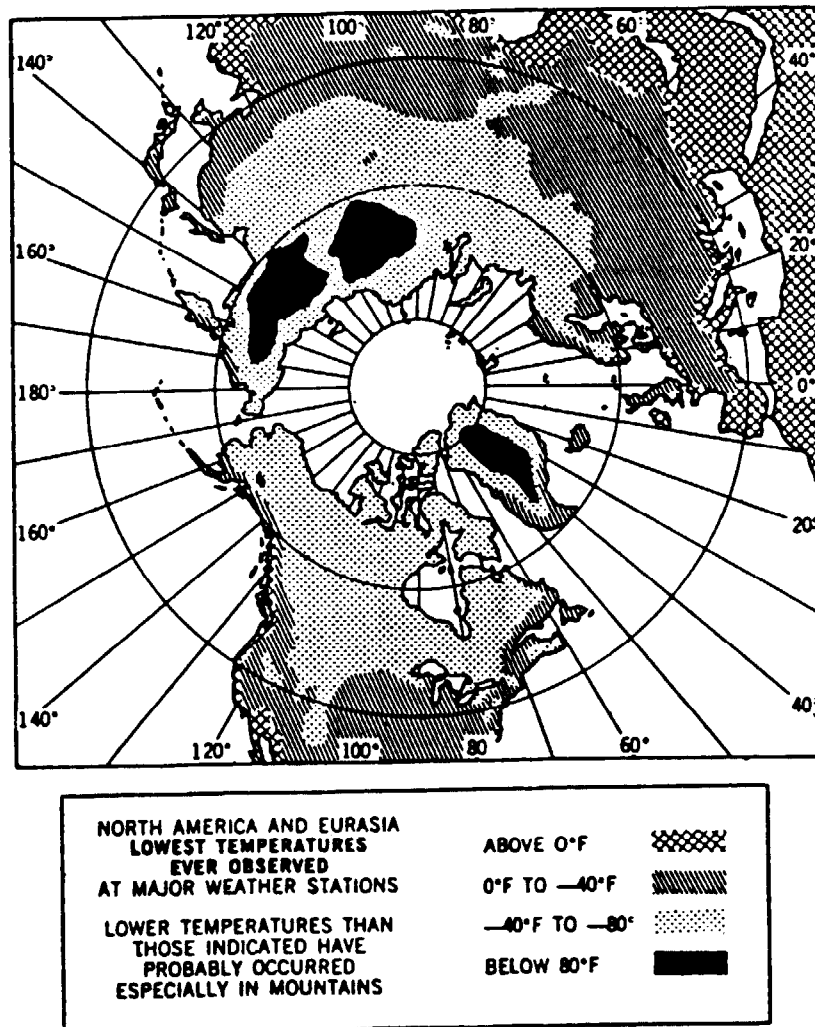 120° 100° 80° 60°
140° 40°
160° 20°
180° 0°
160° 20°
140° 40°
120° 100° 80 60°
NORTH AMERICA AND EURASIA
LOWEST TEMPERATURES
EVER OBSERVED
AT MAJOR WEATHER STATIONS
LOWER TEMPERATURES THAN
THOSE INDICATED HAVE
PROBABLY OCCURRED
ESPECIALLY IN MOUNTAINS
ABOVE 0°F
0°F TO —40°F
—40°F TO —80°
BELOW 80°F